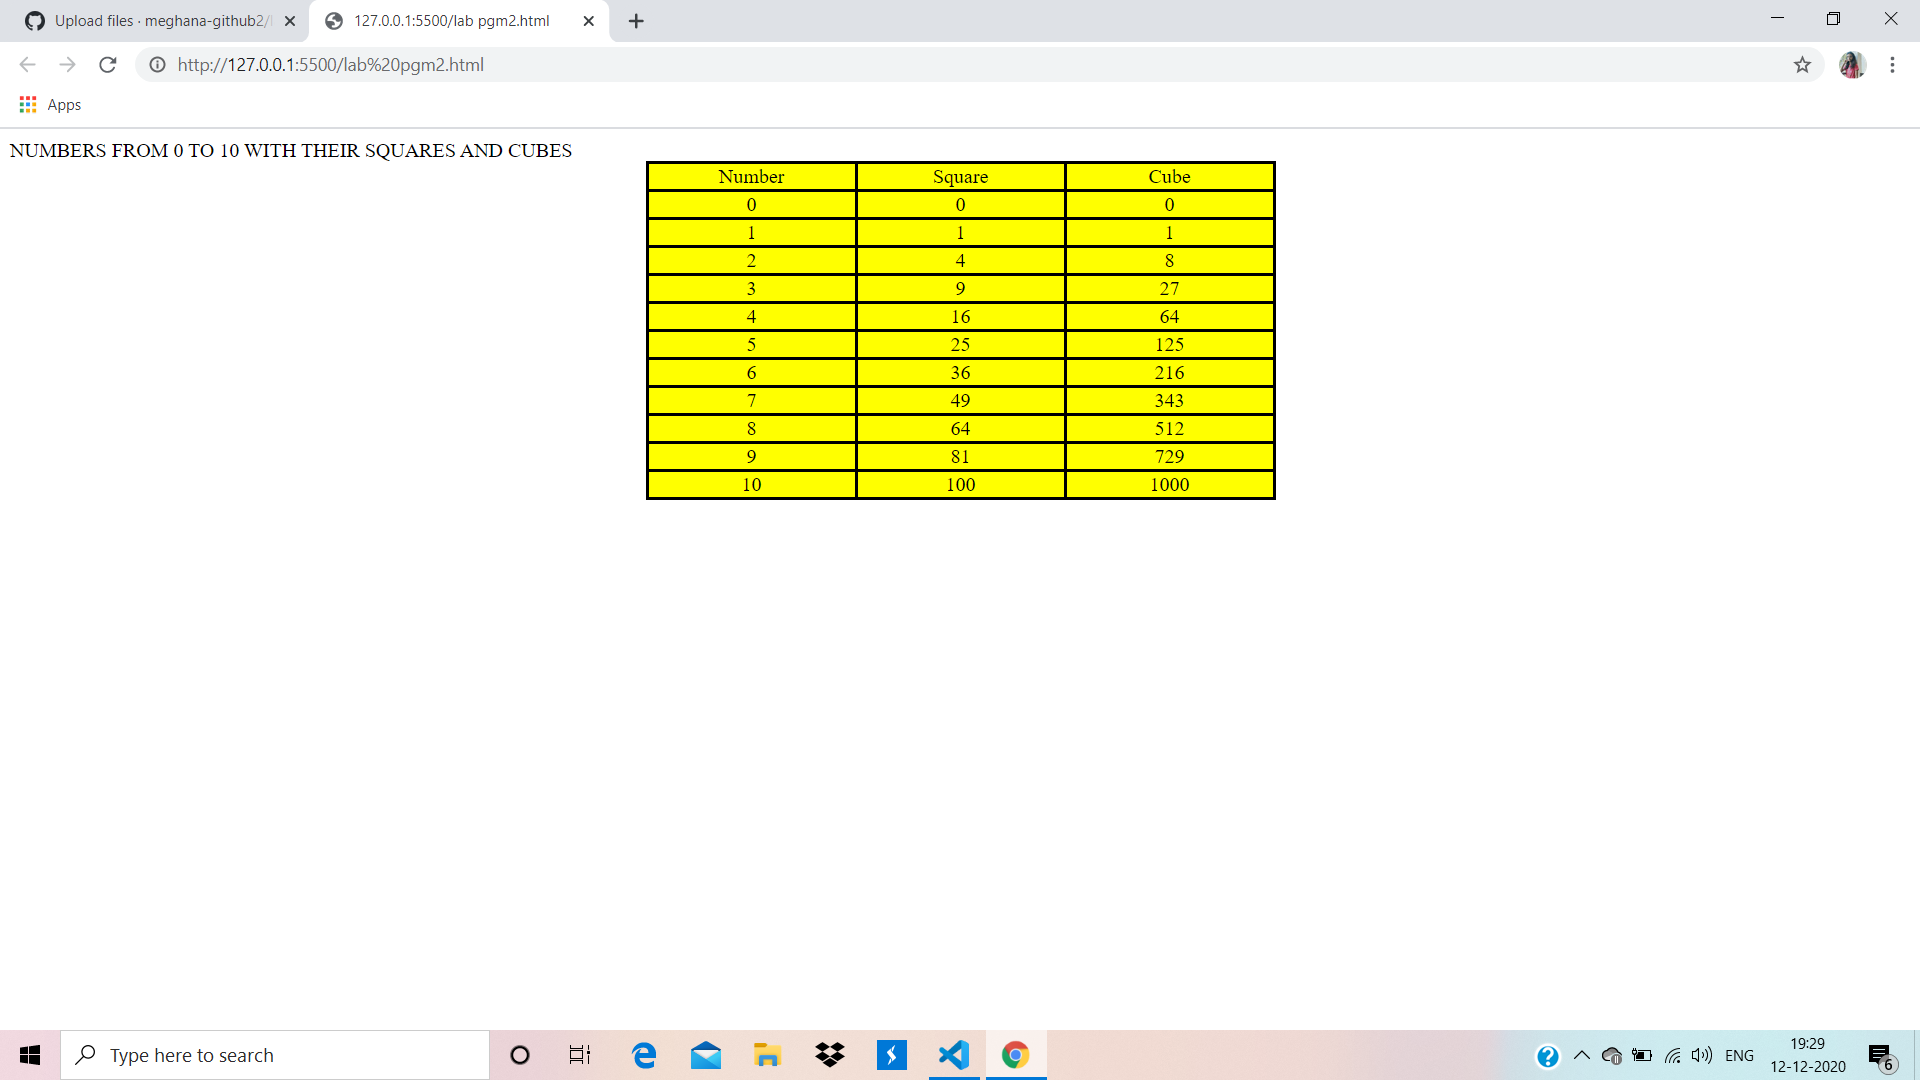 Upload files · meghana-github2/
127.0.0.1:5500/lab pgm2.html
http://127.0.0.1:5500/lab%20pgm2.html
Apps
NUMBERS FROM 0 TO 10 WITH THEIR SQUARES AND CUBES
Number Square Cube
0 0 0
1 1 1
2 4 8
3 9 27
4 16 64
5 25 125
6 36 216
7 49 343
8 64 512
9 81 729
10 100 1000
Type here to search
ENG
19:29
12-12-2020
6